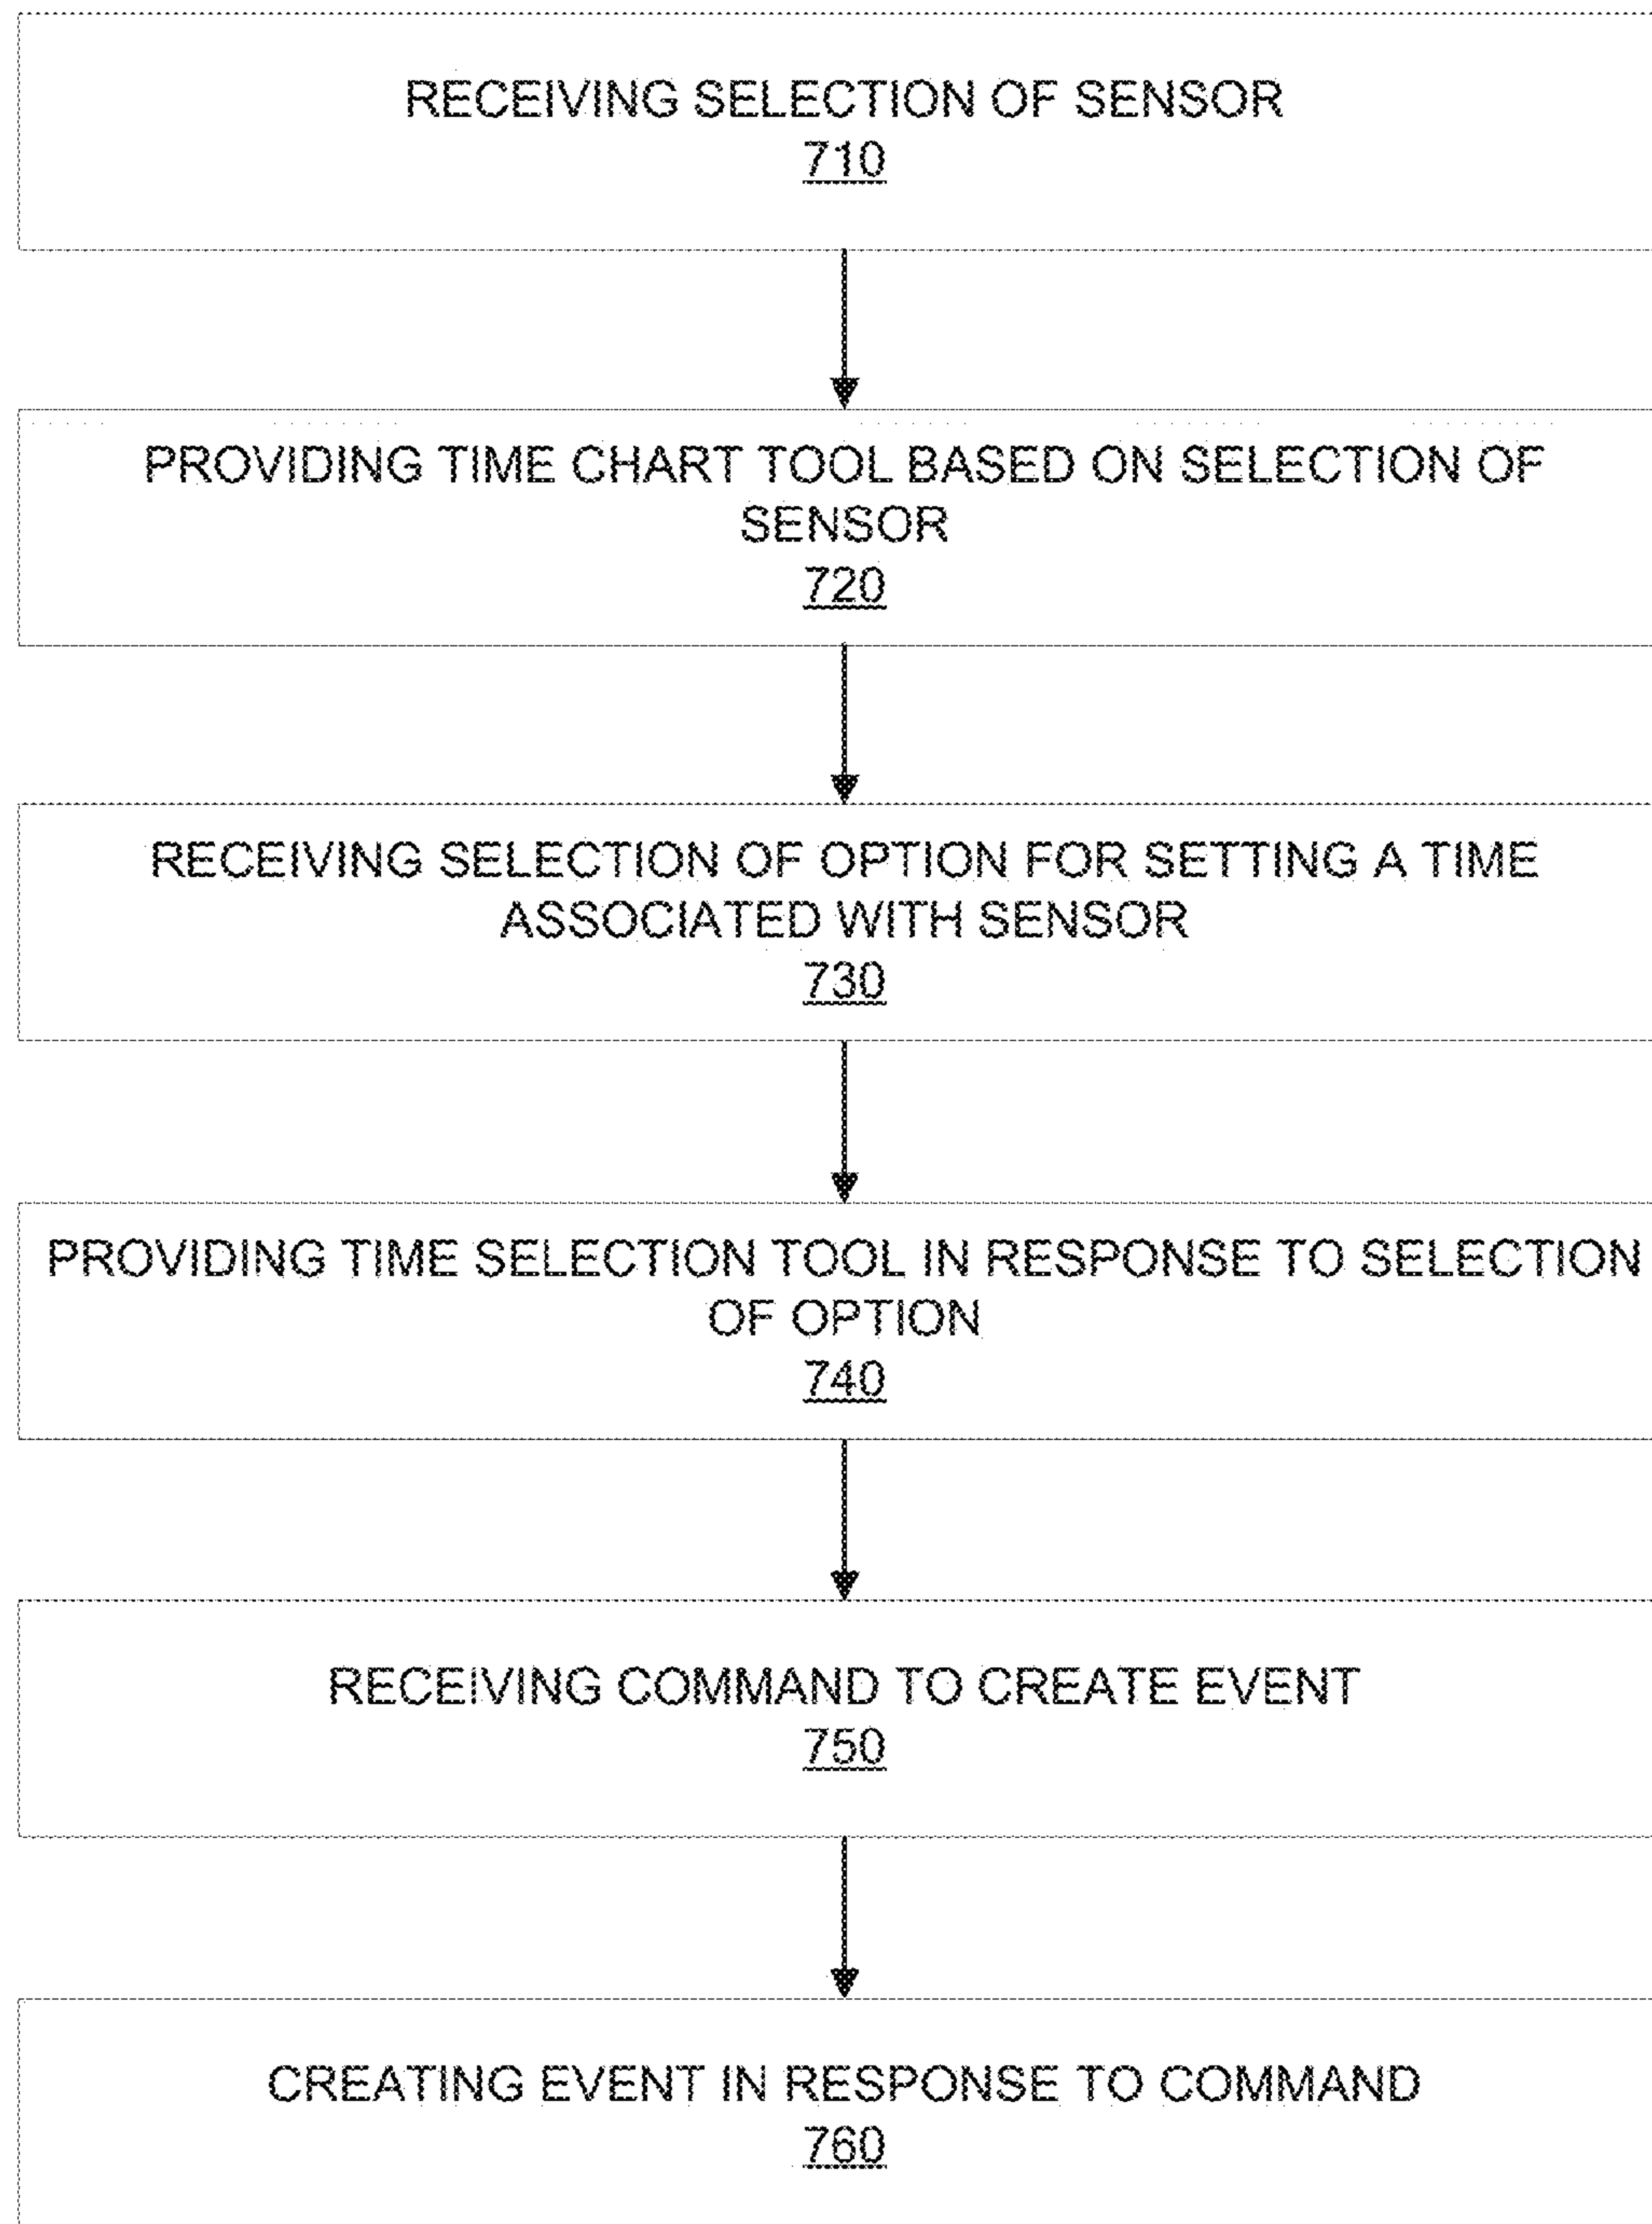 RECEIVING SELECTION OF SENSOR
710
PROVIDING TIME CHART TOOL BASED ON SELECTION OF
SENSOR
720
RECEIVING SELECTION OF OPTION FOR SETTING A TIME
ASSOCIATED WITH SENSOR
730
PROVIDING TIME SELECTION TOOL IN RESPONSE TO SELECTION
OF OPTION
740
RECEIVING COMMAND TO CREATE EVENT
750
CREATING EVENT IN RESPONSE TO COMMAND
760